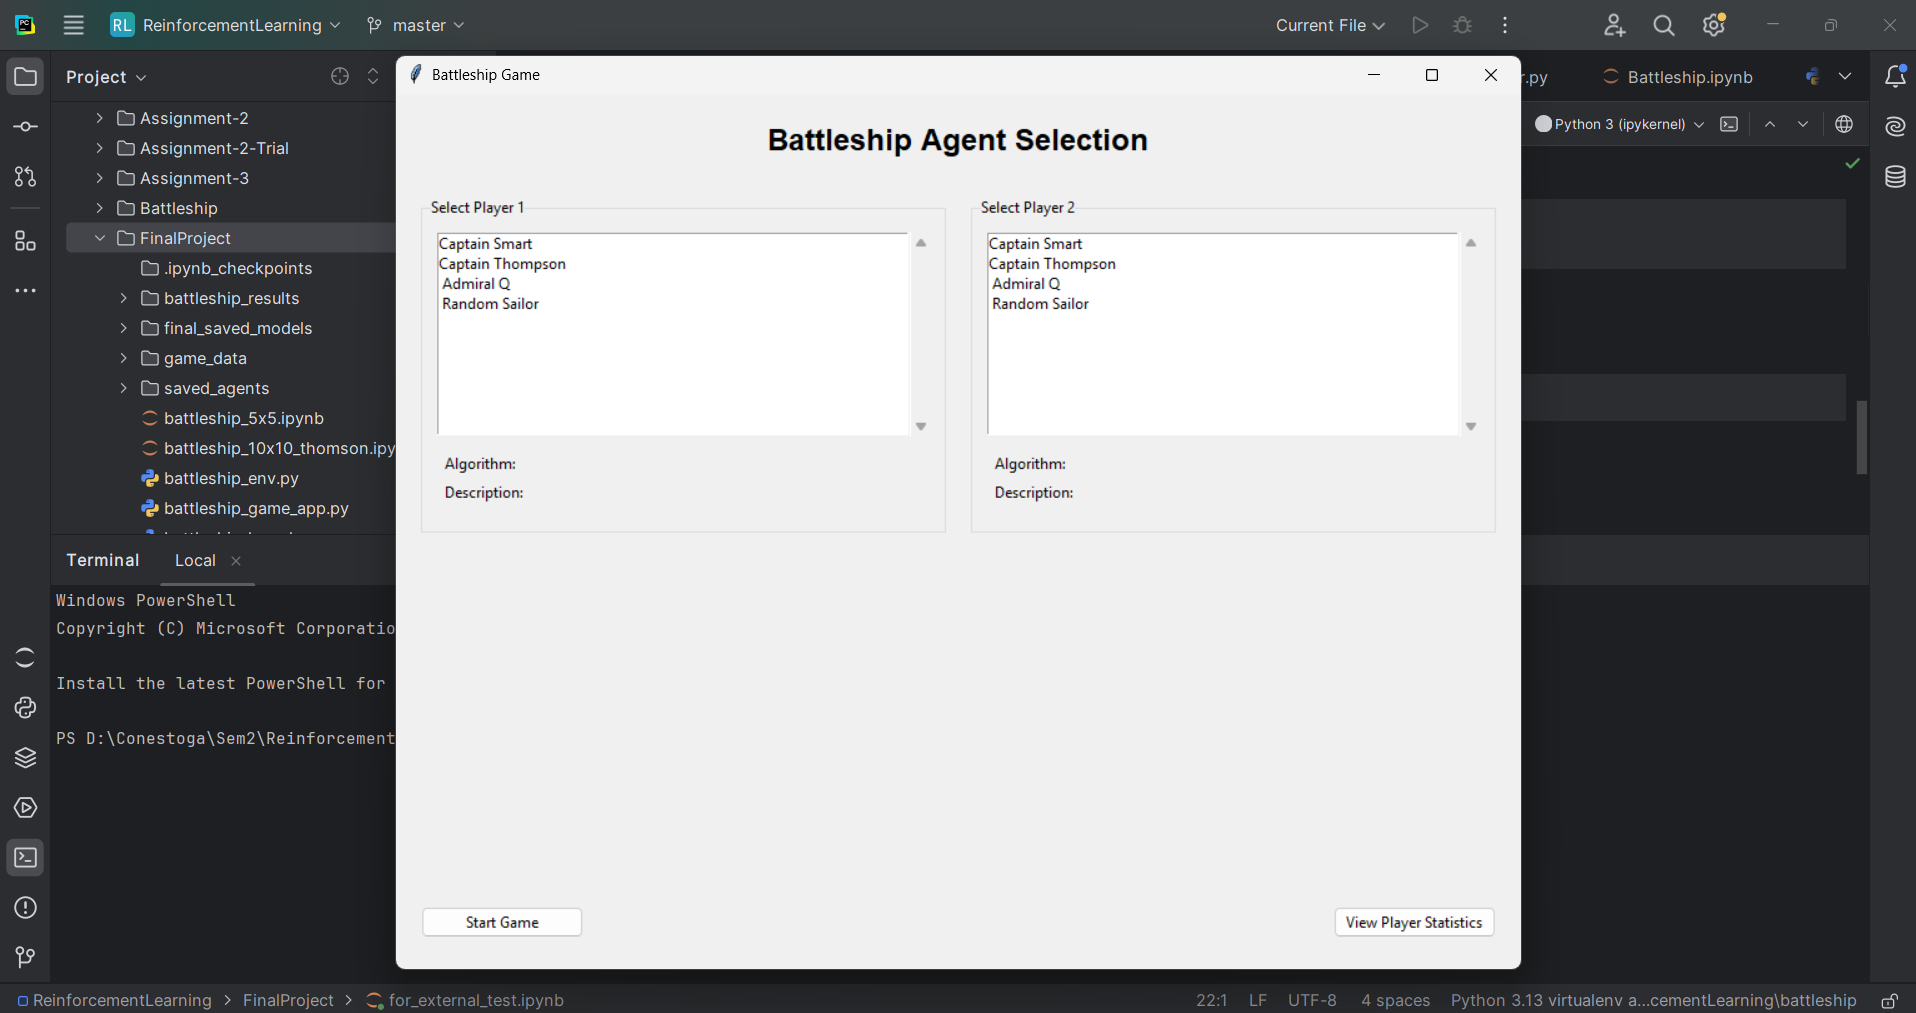 RL ReinforcementLearning
master
Current File
Project
Assignment-2
Assignment-2-Trial
Assignment-3
Battleship
FinalProject
.ipynb_checkpoints
battleship_results
final_saved_models
game_data
saved_agents
battleship_5x5.ipynb
battleship_10x10_thomson.ipy
battleship_env.py
battleship_game_app.py
Battleship Game
Battleship Agent Selection
Select Player 1
Captain Smart
Captain Thompson
Admiral Q
Random Sailor
Algorithm:
Description:
Select Player 2
Captain Smart
Captain Thompson
Admiral Q
Random Sailor
Algorithm:
Description:
Start Game
View Player Statistics
r.py
Battleship.ipynb
Python 3 (ipykernel)
Terminal
Local
Windows PowerShell
Copyright (C) Microsoft Corporatio
Install the latest PowerShell for
PS D:\Conestoga\Sem2\Reinforcement
ReinforcementLearning > FinalProject > for_external_test.ipynb
22:1 LF UTF-8 4 spaces Python 3.13 virtualenv a...cementLearning\battleship